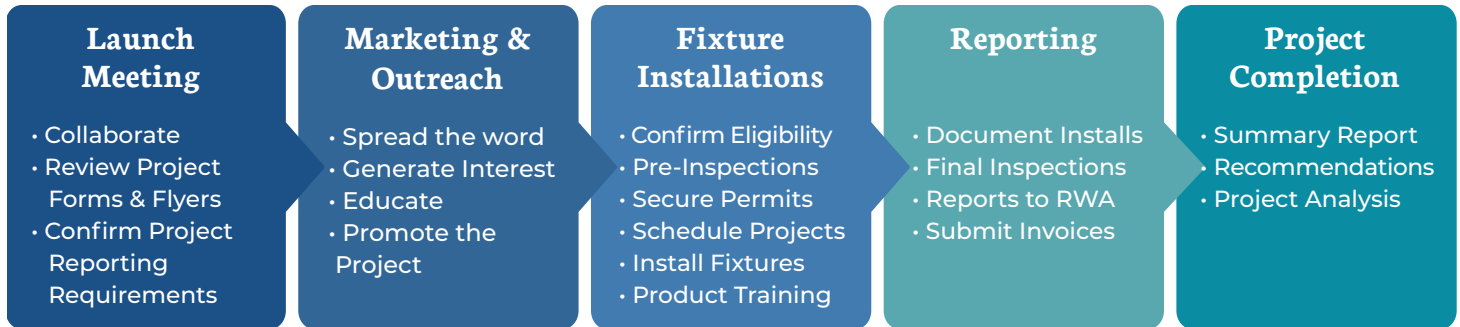 Launch
Meeting
• Collaborate
• Review Project
Forms & Flyers
• Confirm Project
Reporting
Requirements
Marketing &
Outreach
• Spread the word
• Generate Interest
• Educate
• Promote the
Project
Fixture
Installations
• Confirm Eligibility
• Pre-Inspections
• Secure Permits
• Schedule Projects
• Install Fixtures
• Product Training
Reporting
• Document Installs
• Final Inspections
• Reports to RWA
• Submit Invoices
Project
Completion
• Summary Report
• Recommendations
• Project Analysis